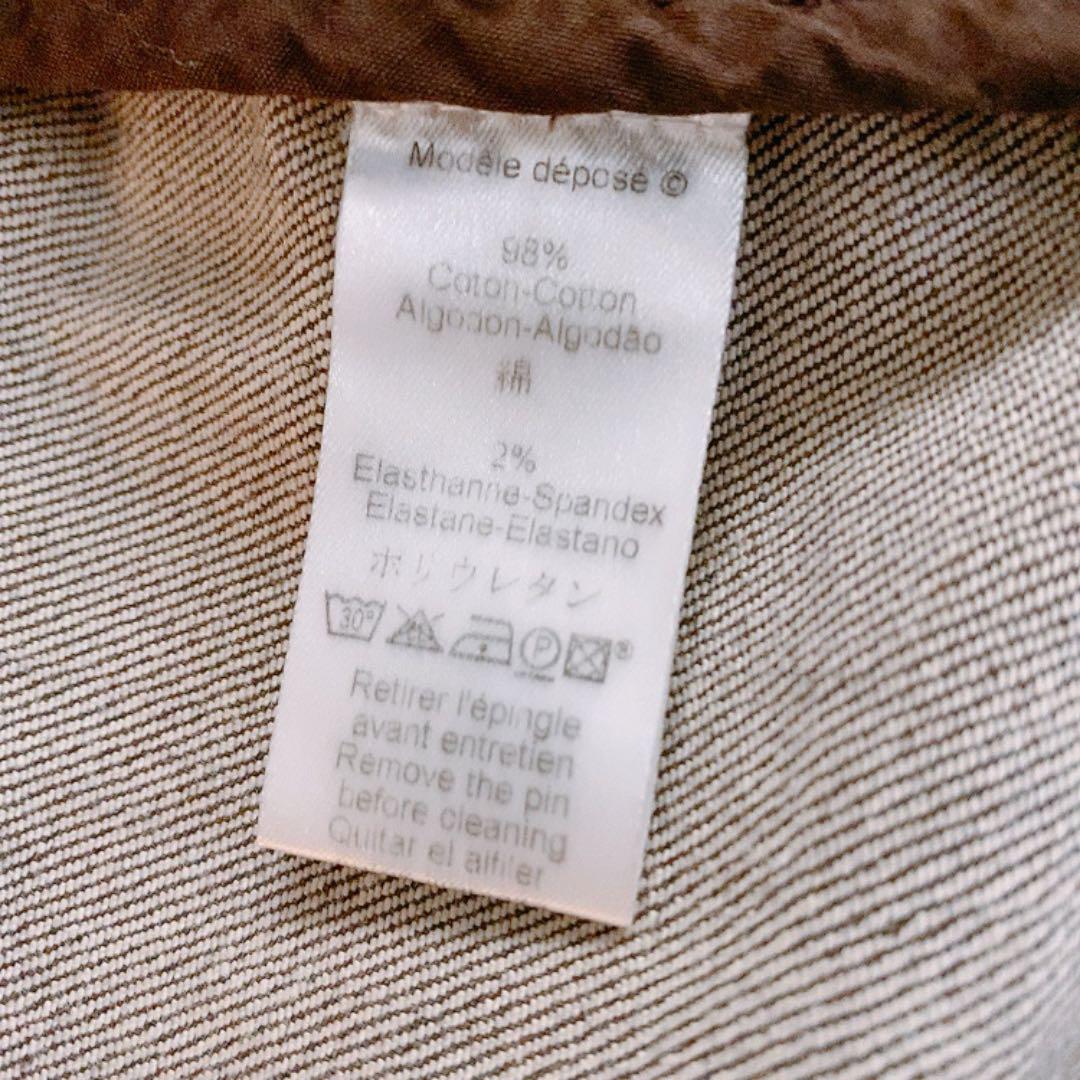 Modèle déposé ©
98%
Coton-Cotton
Algodon-Algodão
綿
2%
Elasthanne-Spandex
Elastane-Elastano
ポリウレタン
30° P ®
Retirer l'épingle
avant entretien
Remove the pin
before cleaning
Quitar el alfiler